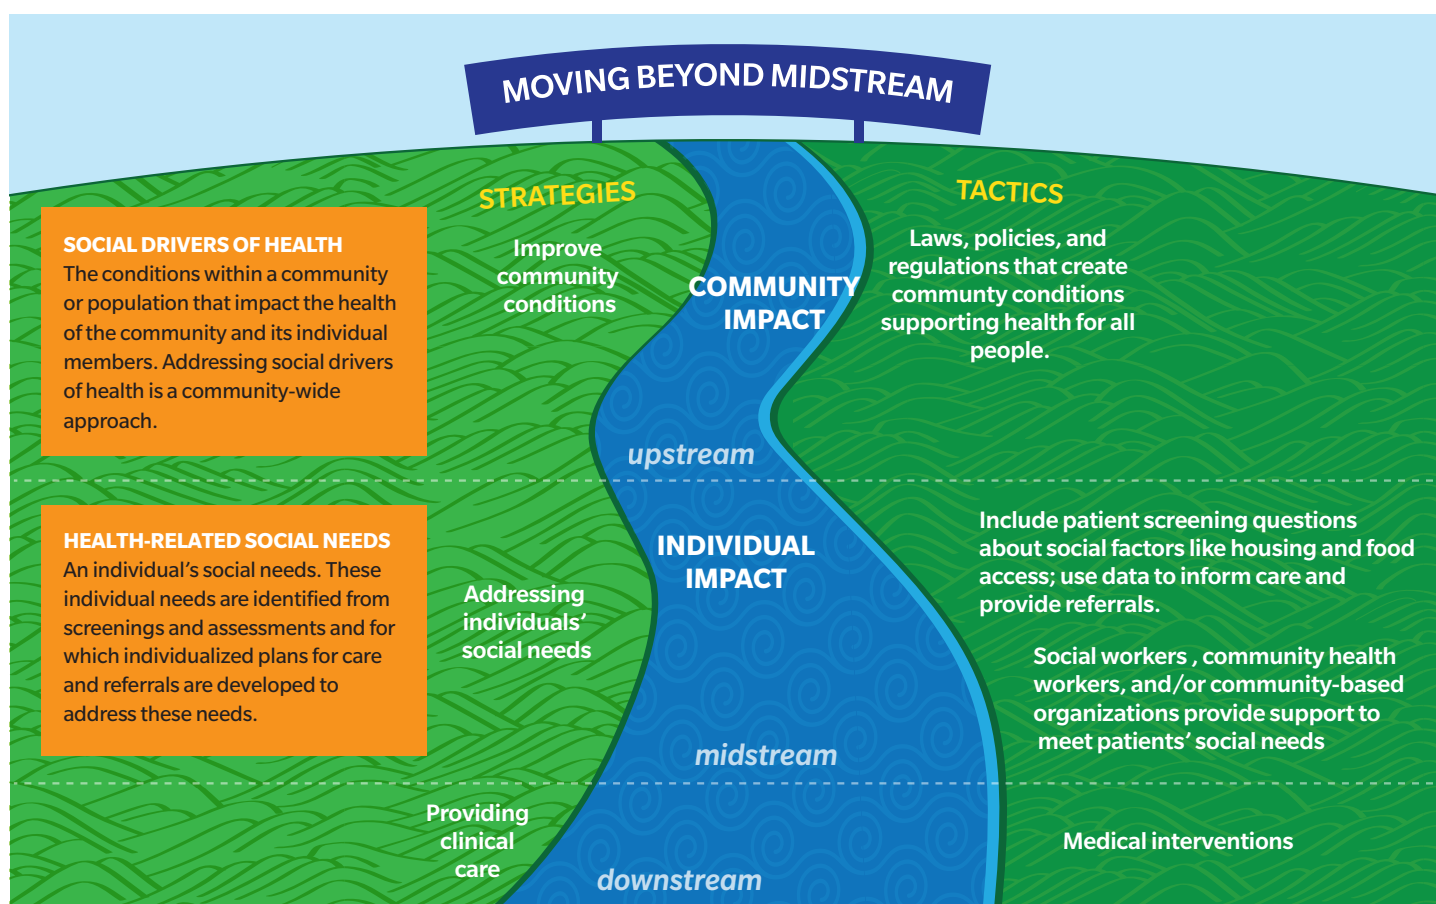 MOVING BEYOND MIDSTREAM
STRATEGIES
TACTICS
SOCIAL DRIVERS OF HEALTH
The conditions within a community
or population that impact the health
of the community and its individual
members. Addressing social drivers
of health is a community-wide
approach.
Improve
community
conditions
COMMUNITY
IMPACT
Laws, policies, and
regulations that create
communty conditions
supporting health for all
people.
upstream
HEALTH-RELATED SOCIAL NEEDS
An individual’s social needs. These
individual needs are identified from
screenings and assessments and for
which individualized plans for care
and referrals are developed to
address these needs.
Addressing
individuals’
social needs
INDIVIDUAL
IMPACT
Include patient screening questions
about social factors like housing and food
access; use data to inform care and
provide referrals.
Social workers , community health
workers, and/or community-based
organizations provide support to
meet patients’ social needs
midstream
Providing
clinical
care
Medical interventions
downstream